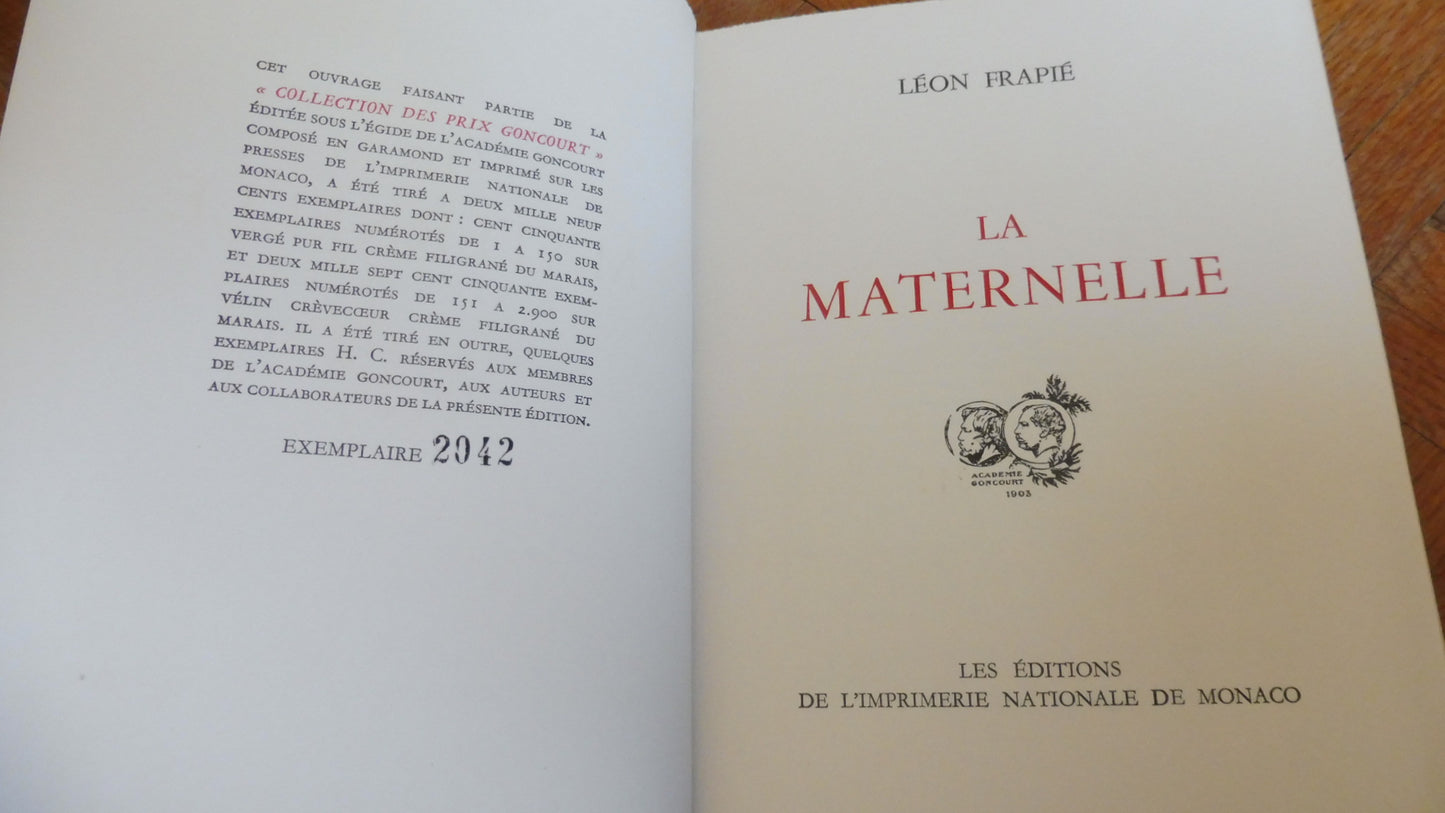 CET OUVRAGE FAISANT PARTIE DE LA
« COLLECTION DES PRIX GONCOURT »
ÉDITÉE SOUS L'ÉGIDE DE L'ACADÉMIE GONCOURT
COMPOSÉ EN GARAMOND ET IMPRIMÉ SUR LES
PRESSES DE L'IMPRIMERIE NATIONALE DE
MONACO, A ÉTÉ TIRÉ A DEUX MILLE NEUF
CENTS EXEMPLAIRES DONT : CENT CINQUANTE
EXEMPLAIRES NUMÉROTÉS DE 1 A 150 SUR
VERGÉ PUR FIL CRÈME FILIGRANÉ DU MARAIS,
ET DEUX MILLE SEPT CENT CINQUANTE EXEM-
PLAIRES NUMÉROTÉS DE 151 A 2.900 SUR
VÉLIN CRÈVECŒUR CRÈME FILIGRANÉ DU
MARAIS. IL A ÉTÉ TIRÉ EN OUTRE, QUELQUES
EXEMPLAIRES H. C. RÉSERVÉS AUX MEMBRES
DE L'ACADÉMIE GONCOURT, AUX AUTEURS ET
AUX COLLABORATEURS DE LA PRÉSENTE ÉDITION.
EXEMPLAIRE 2042
LÉON FRAPIÉ
LA
MATERNELLE
ACADEMIE
GONCOURT
1903
LES ÉDITIONS
DE L'IMPRIMERIE NATIONALE DE MONACO